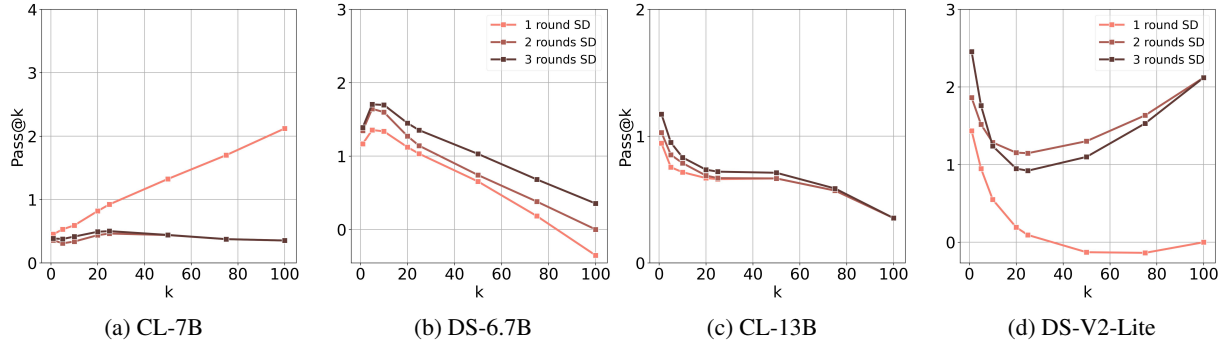 4
3
2
1
0
Pass@k
0 20 40 60 80 100
k
(a) CL-7B
3
2
1
0
0 20 40 60 80 100
k
1 round SD
2 rounds SD
3 rounds SD
(b) DS-6.7B
2
1
0
Pass@k
0 20 40 60 80 100
k
(c) CL-13B
3
2
1
0
0 20 40 60 80 100
k
1 round SD
2 rounds SD
3 rounds SD
(d) DS-V2-Lite